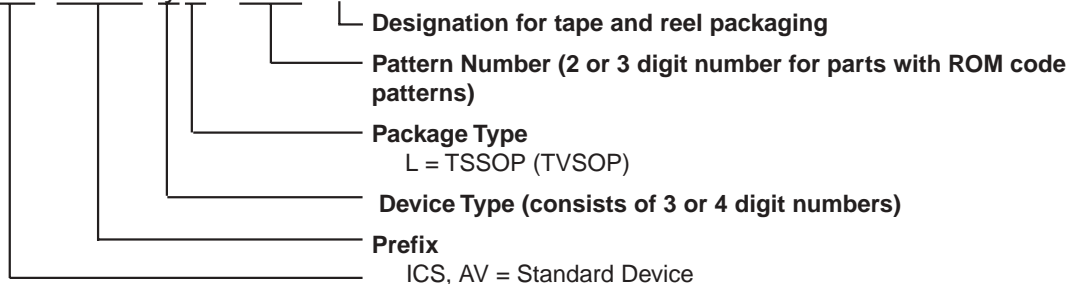 Designation for tape and reel packaging
Pattern Number (2 or 3 digit number for parts with ROM code
patterns)
Package Type
L = TSSOP (TVSOP)
Device Type (consists of 3 or 4 digit numbers)
Prefix
ICS, AV = Standard Device